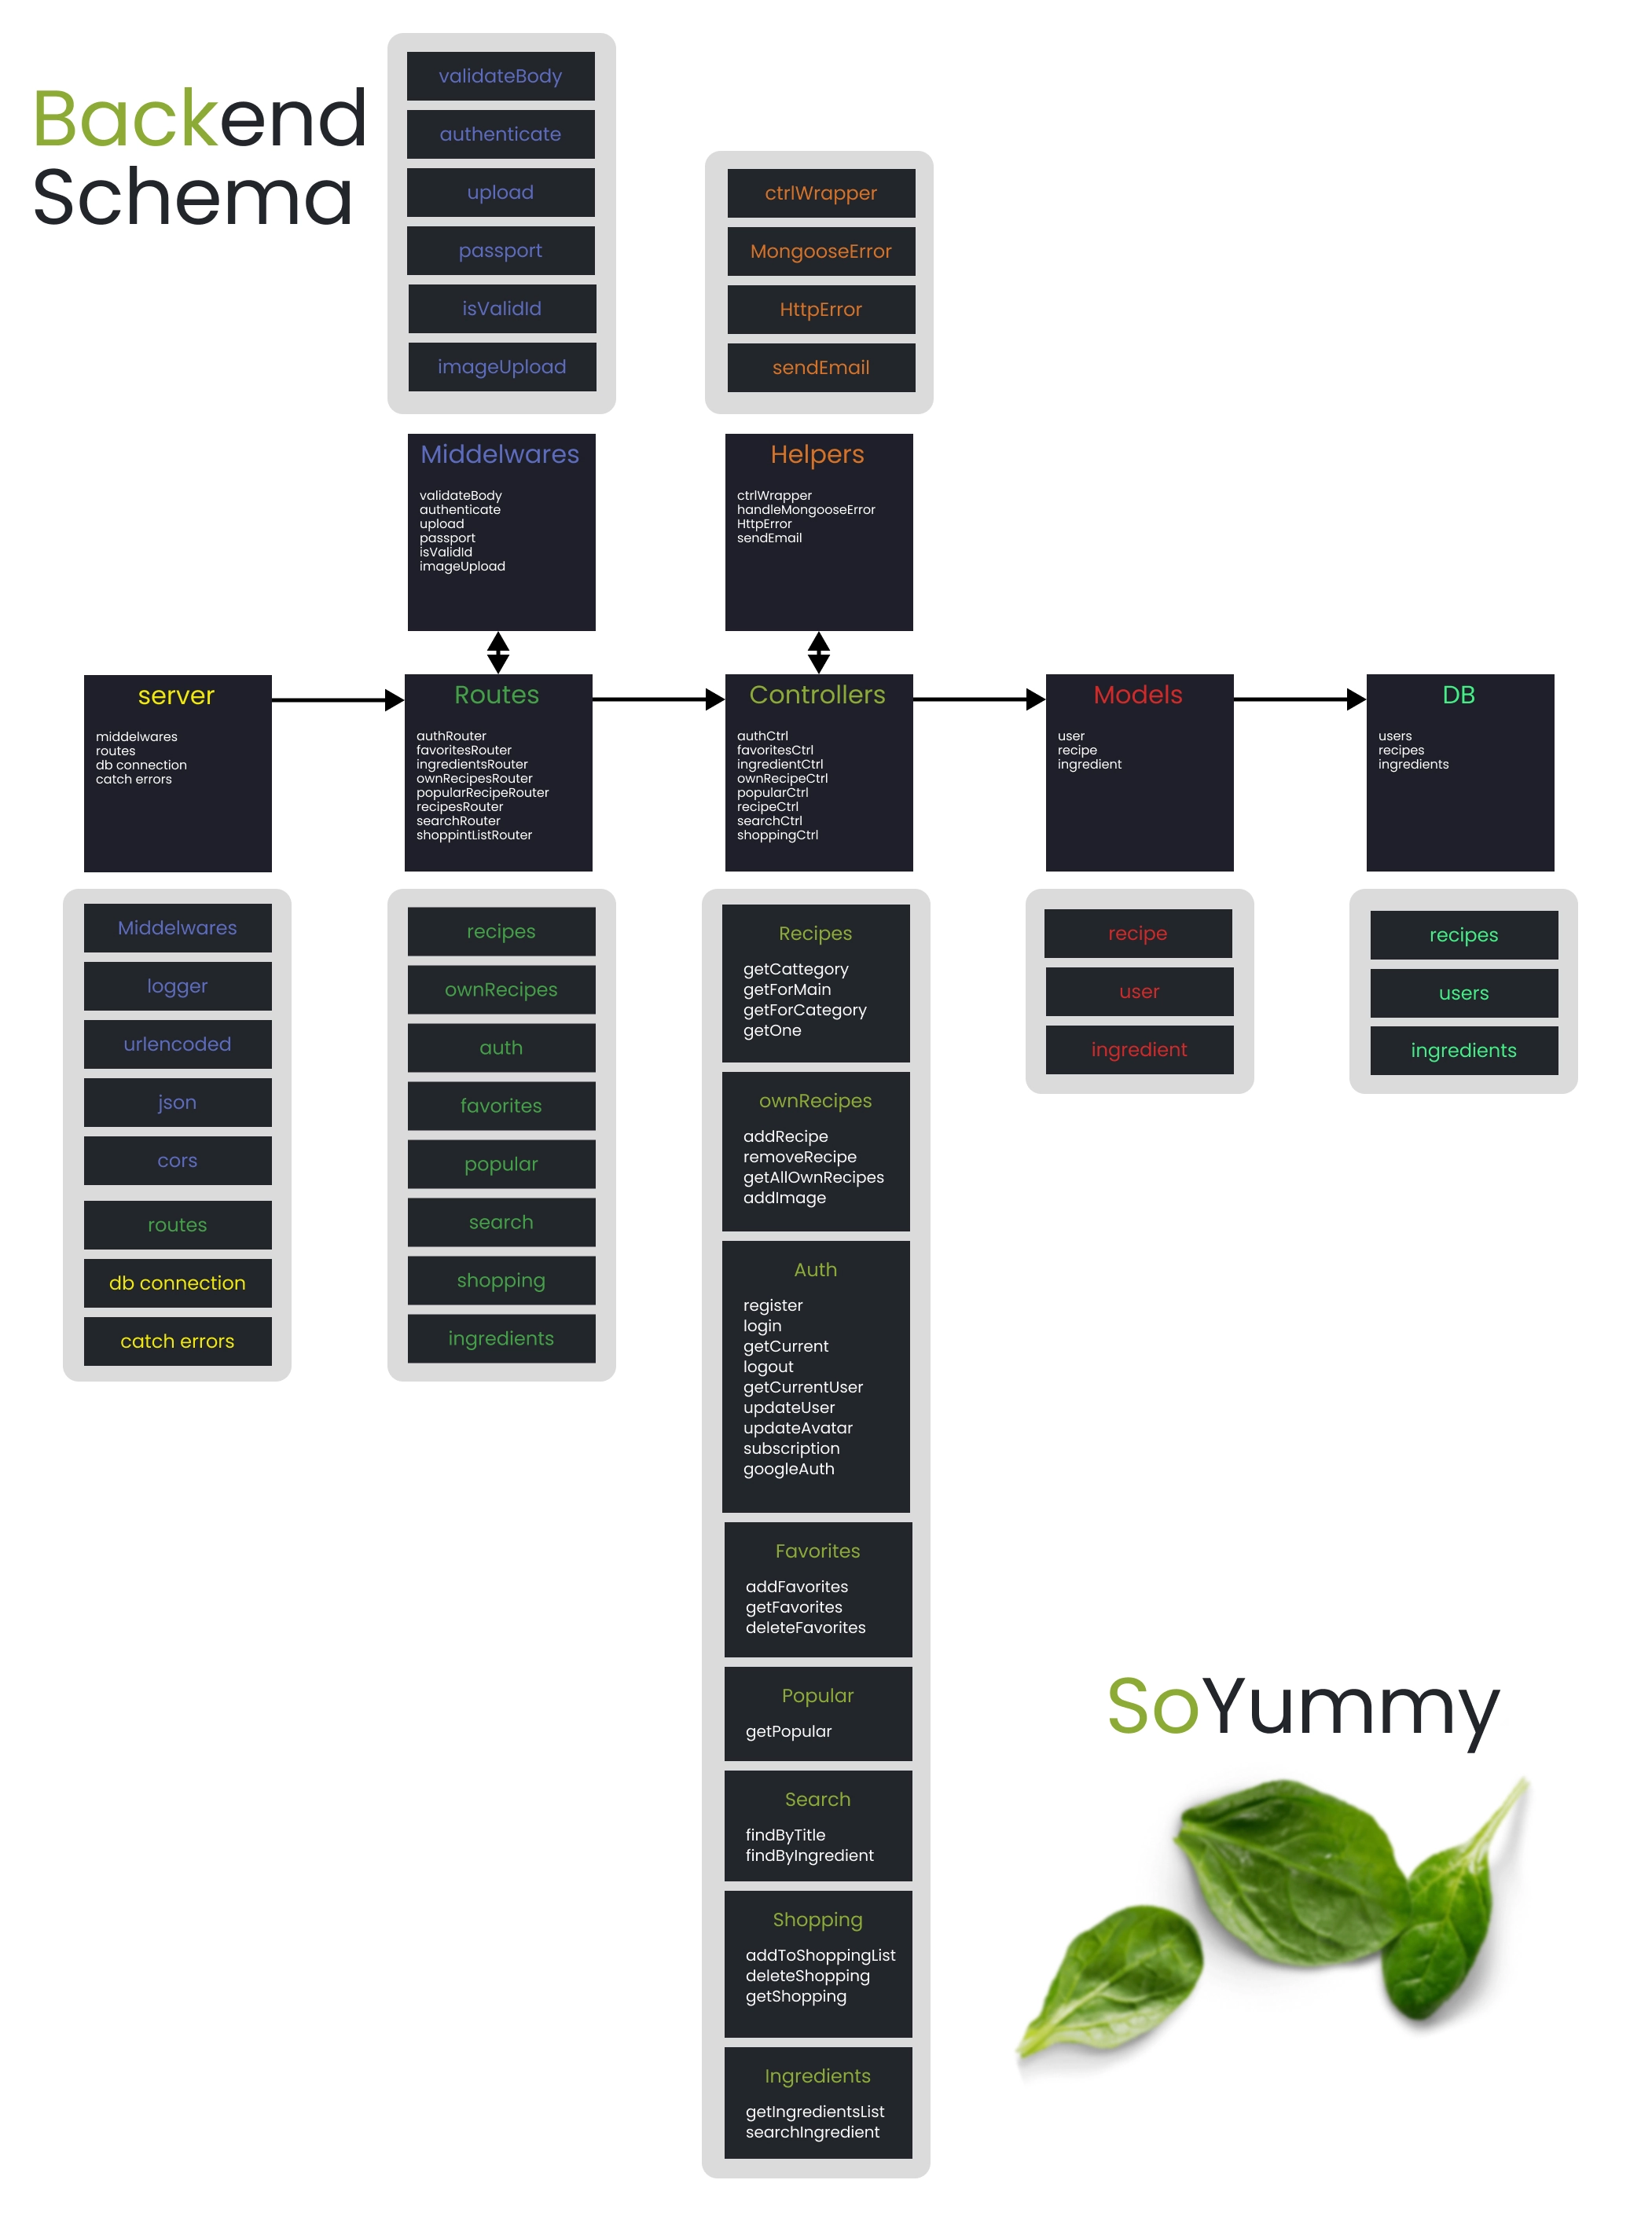 Backend
Schema
validateBody
authenticate
upload
passport
isValidId
imageUpload
ctrlWrapper
MongooseError
HttpError
sendEmail
Middelwares
validateBody
authenticate
upload
passport
isValidId
imageUpload
Helpers
ctrlWrapper
handleMongooseError
HttpError
sendEmail
server
middelwares
routes
db connection
catch errors
Routes
authRouter
favoritesRouter
ingredientsRouter
ownRecipesRouter
popularRecipeRouter
recipesRouter
searchRouter
shoppintListRouter
Controllers
authCtrl
favoritesCtrl
ingredientCtrl
ownRecipeCtrl
popularCtrl
recipeCtrl
searchCtrl
shoppingCtrl
Models
user
recipe
ingredient
DB
users
recipes
ingredients
Middelwares
logger
urlencoded
json
cors
routes
db connection
catch errors
recipes
ownRecipes
auth
favorites
popular
search
shopping
ingredients
Recipes
getCattegory
getForMain
getForCategory
getOne
ownRecipes
addRecipe
removeRecipe
getAllOwnRecipes
addImage
Auth
register
login
getCurrent
logout
getCurrentUser
updateUser
updateAvatar
subscription
googleAuth
Favorites
addFavorites
getFavorites
deleteFavorites
Popular
getPopular
Search
findByTitle
findByIngredient
Shopping
addToShoppingList
deleteShopping
getShopping
Ingredients
getIngredientsList
searchIngredient
recipe
user
ingredient
recipes
users
ingredients
SoYummy